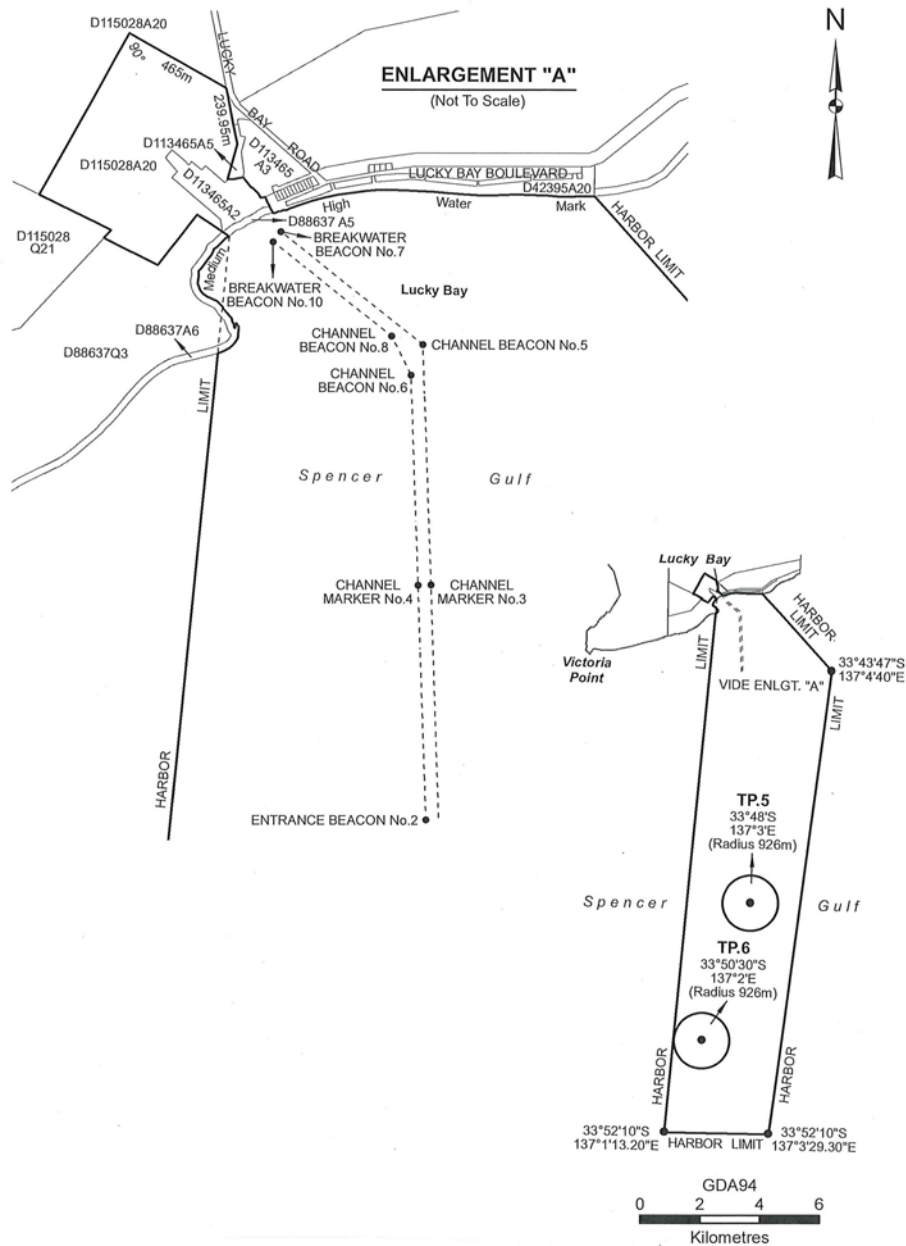 D115028A20
N
LUCKY
BAY
ROAD
90°
465m
239.95m
ENLARGEMENT "A"
(Not To Scale)
D113465A5
D113465
A3
D115028A20
D113465A2
LUCKY BAY BOULEVARD
D42395A20
High Water Mark
HARBOR LIMIT
D88637 A5
D115028
Q21
BREAKWATER
BEACON No.7
Medium
BREAKWATER
BEACON No.10
Lucky Bay
D88637A6
D88637Q3
CHANNEL
BEACON No.8
CHANNEL BEACON No.5
CHANNEL
BEACON No.6
LIMIT
Spencer Gulf
CHANNEL
MARKER No.4
CHANNEL
MARKER No.3
HARBOR
ENTRANCE BEACON No.2
Lucky Bay
HARBOR
LIMIT
Victoria
Point
LIMIT
VIDE ENLGT. "A"
33°43'47"S
137°4'40"E
LIMIT
TP.5
33°48'S
137°3'E
(Radius 926m)
Spencer Gulf
TP.6
33°50'30"S
137°2'E
(Radius 926m)
HARBOR
HARBOR
33°52'10"S
137°1'13.20"E
HARBOR LIMIT
33°52'10"S
137°3'29.30"E
GDA94
0 2 4 6
Kilometres